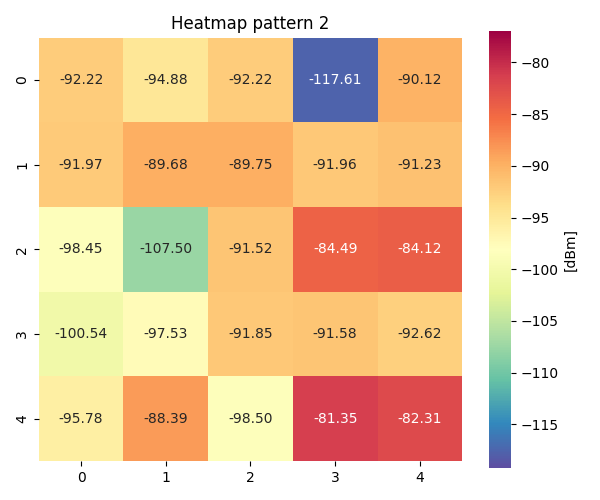 Heatmap pattern 2
0 -92.22 -94.88 -92.22 -117.61 -90.12
1 -91.97 -89.68 -89.75 -91.96 -91.23
2 -98.45 -107.50 -91.52 -84.49 -84.12
3 -100.54 -97.53 -91.85 -91.58 -92.62
4 -95.78 -88.39 -98.50 -81.35 -82.31
0 1 2 3 4
−80
−85
−90
−95
−100
−105
−110
−115
[dBm]